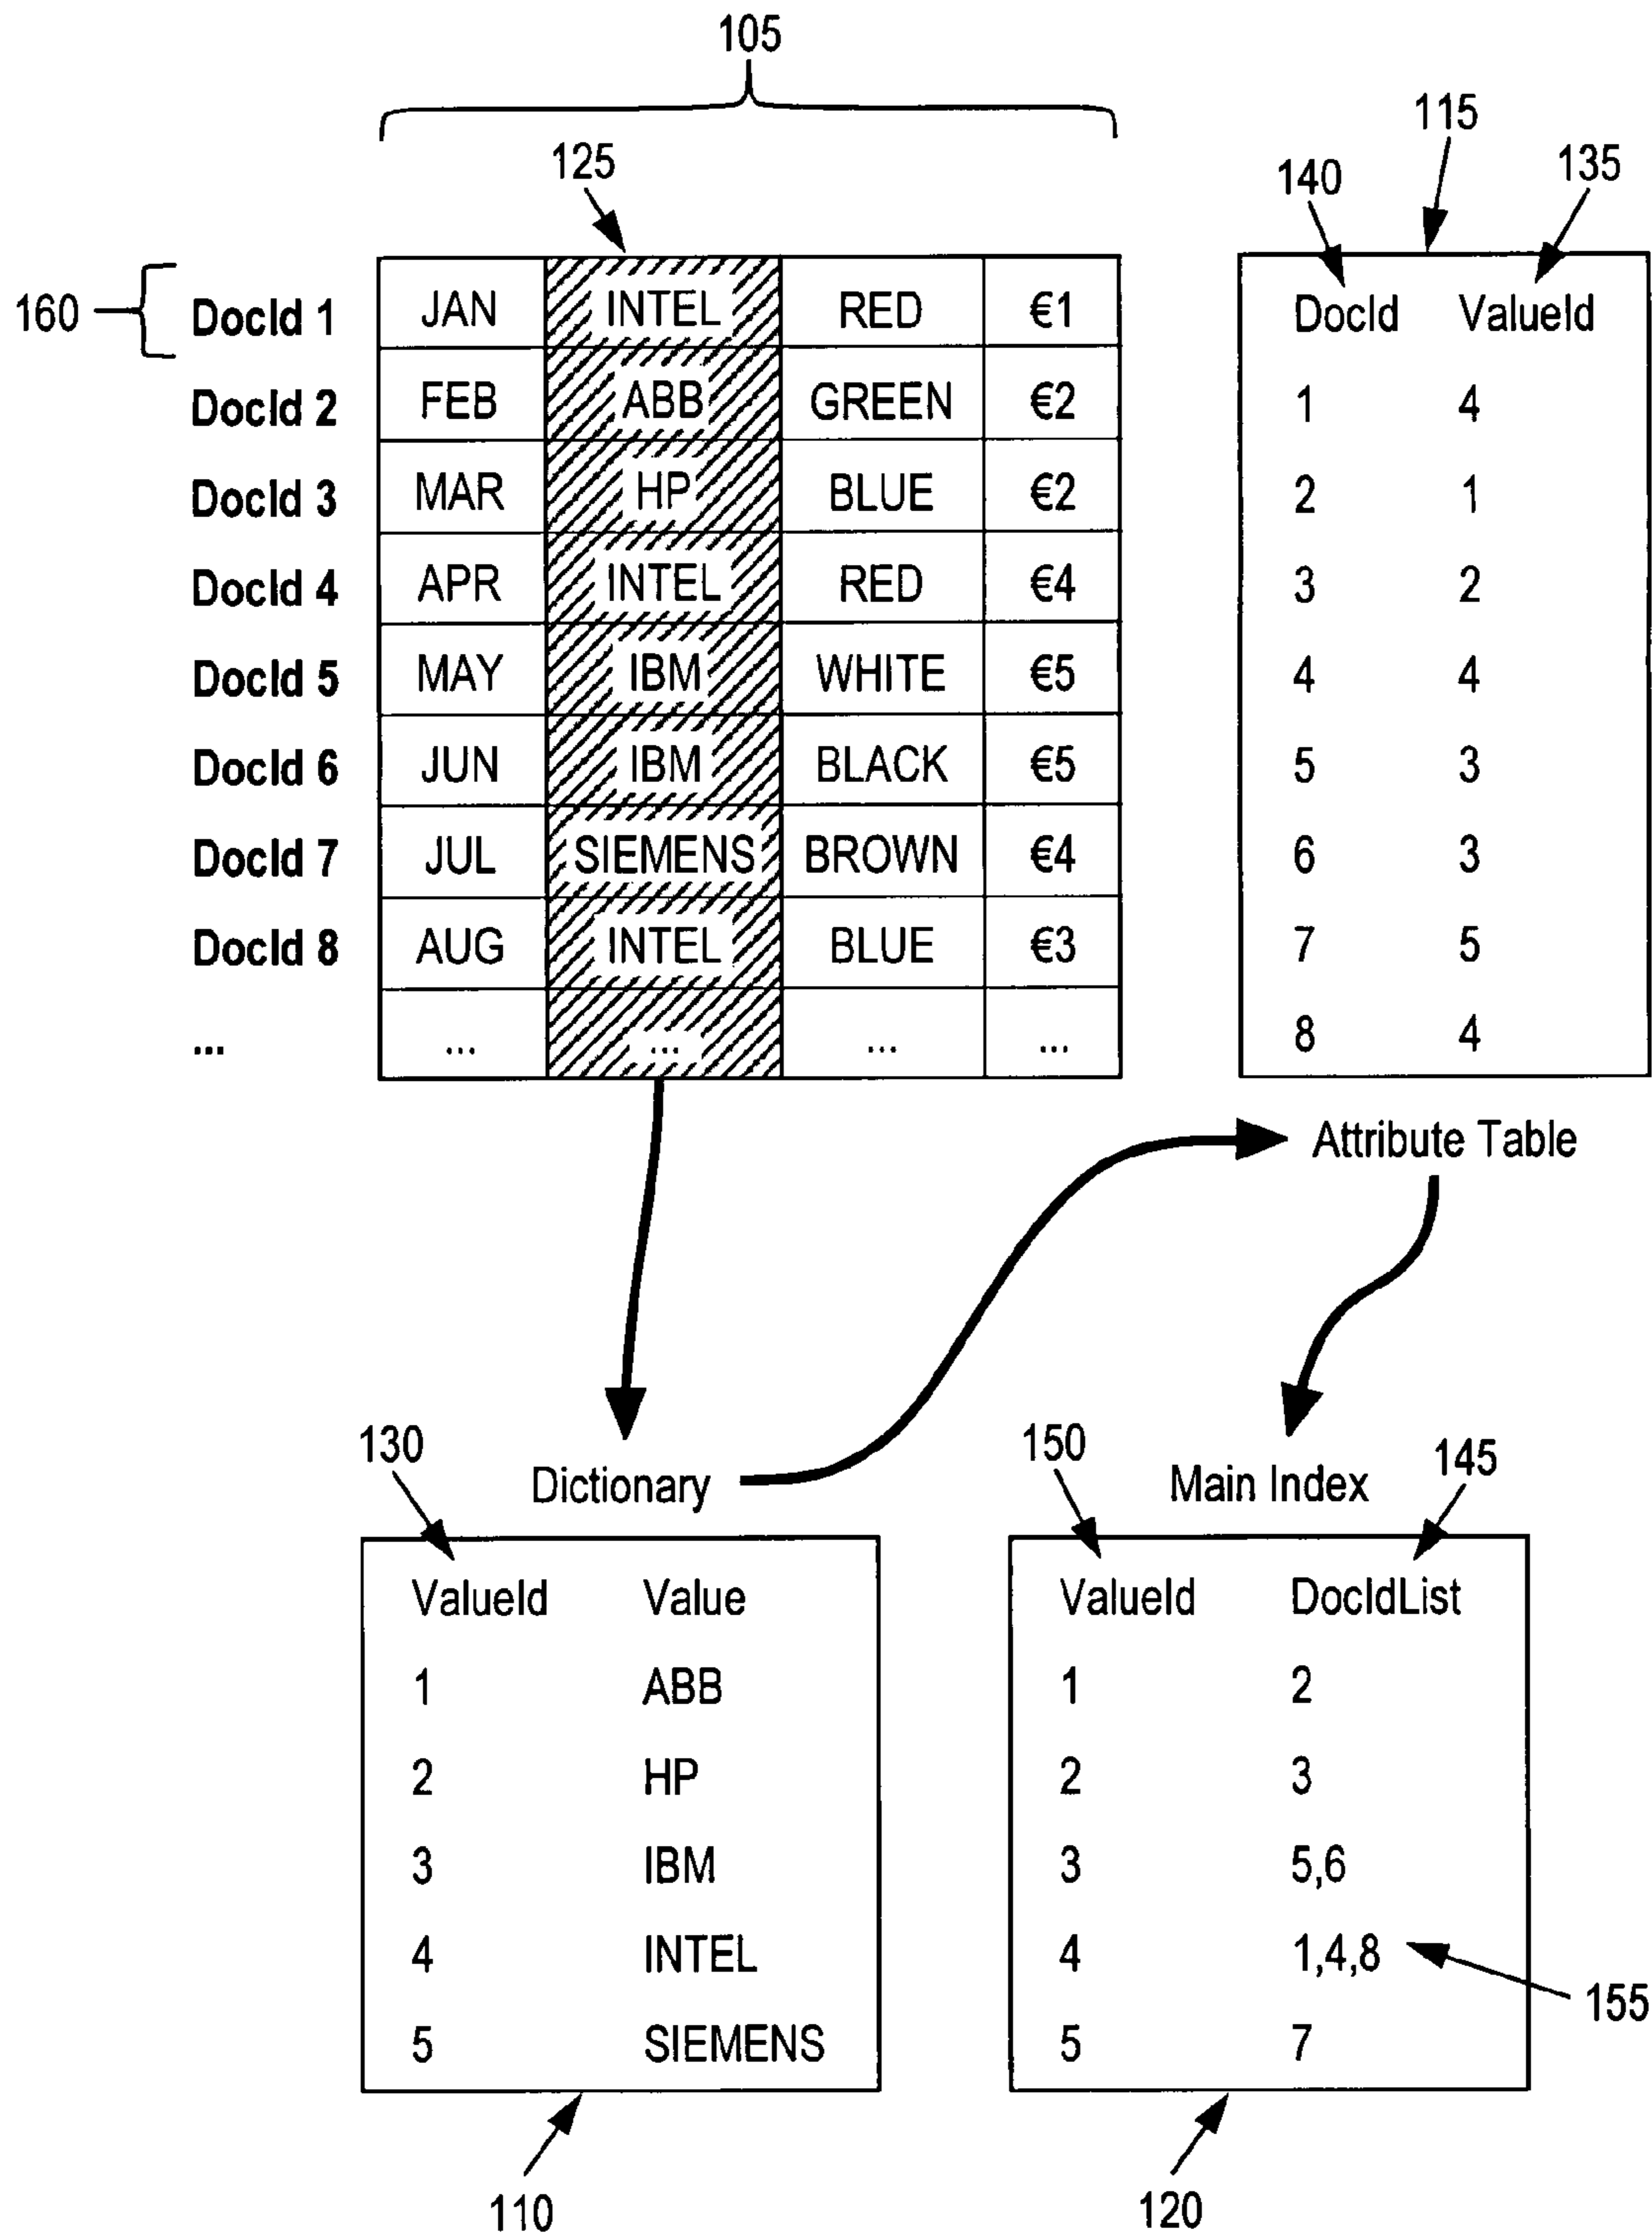 105
125
115
140
135
160
DocId 1 JAN INTEL RED €1
DocId 2 FEB ABB GREEN €2
DocId 3 MAR HP BLUE €2
DocId 4 APR INTEL RED €4
DocId 5 MAY IBM WHITE €5
DocId 6 JUN IBM BLACK €5
DocId 7 JUL SIEMENS BROWN €4
DocId 8 AUG INTEL BLUE €3
... ... ... ... ...
DocId ValueId
1 4
2 1
3 2
4 4
5 3
6 3
7 5
8 4
Attribute Table
130
Dictionary
ValueId Value
1 ABB
2 HP
3 IBM
4 INTEL
5 SIEMENS
110
150
Main Index
145
ValueId DocIdList
1 2
2 3
3 5,6
4 1,4,8
5 7
155
120